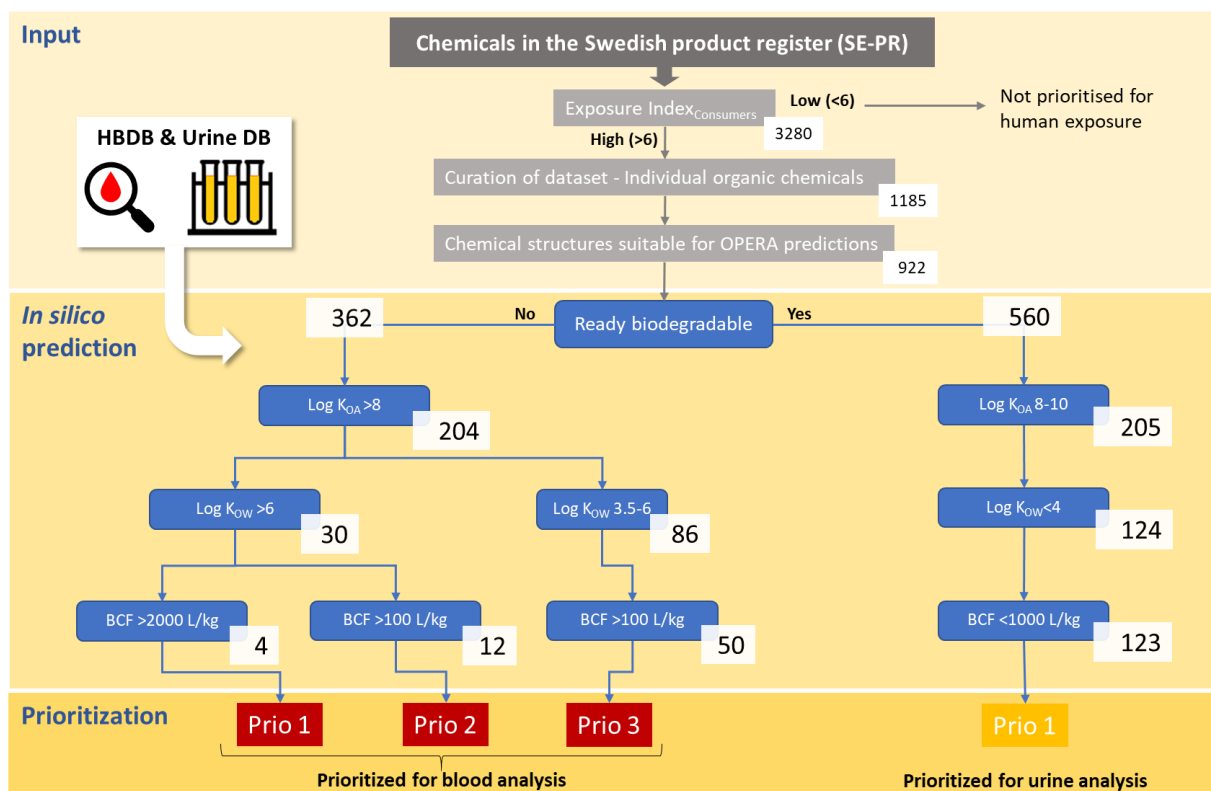 Input
Chemicals in the Swedish product register (SE-PR)
Exposure IndexConsumers
3280
Low (<6)
Not prioritised for
human exposure
High (>6)
HBDB & Urine DB
Curation of dataset - Individual organic chemicals
1185
Chemical structures suitable for OPERA predictions
922
In silico
prediction
362
No
Ready biodegradable
Yes
560
Log KOA >8
204
Log KOA 8-10
205
Log KOW >6
30
Log KOW 3.5-6
86
Log KOW<4
124
BCF >2000 L/kg
4
BCF >100 L/kg
12
BCF >100 L/kg
50
BCF <1000 L/kg
123
Prioritization
Prio 1
Prio 2
Prio 3
Prio 1
Prioritized for blood analysis
Prioritized for urine analysis